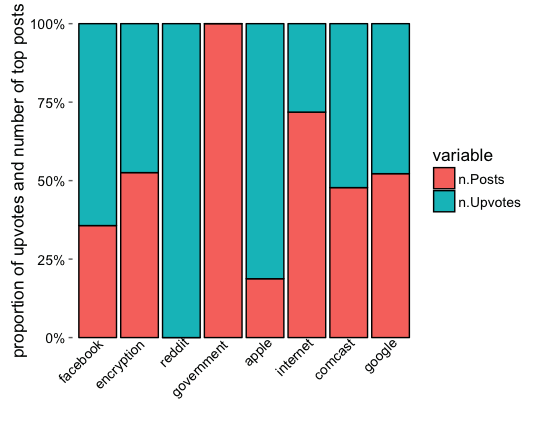 proportion of upvotes and number of top posts
100%
75%
50%
25%
0%
facebook
encryption
reddit
government
apple
internet
comcast
google
variable
n.Posts
n.Upvotes